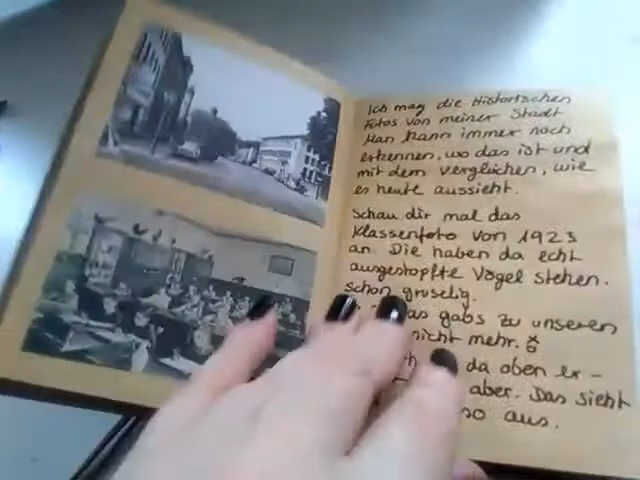 Ich mag die Historischen
Fotos von meiner Stadt
Man kann immer noch
erkennen, wo das ist und
mit dem verglichen, wie
es heute aussieht.
Schau dir mal das
Klassenfoto von 1923
an. Die haben da echt
ausgestopfte Vögel stehen.
schon gruselig.
gabs zu unseren
nicht mehr.
da oben er-
aber. Das sieht
so aus.